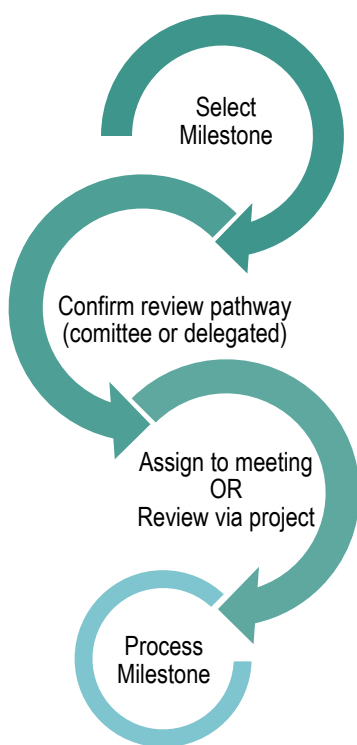 Select
Milestone
Confirm review pathway
(comittee or delegated)
Assign to meeting
OR
Review via project
Process
Milestone